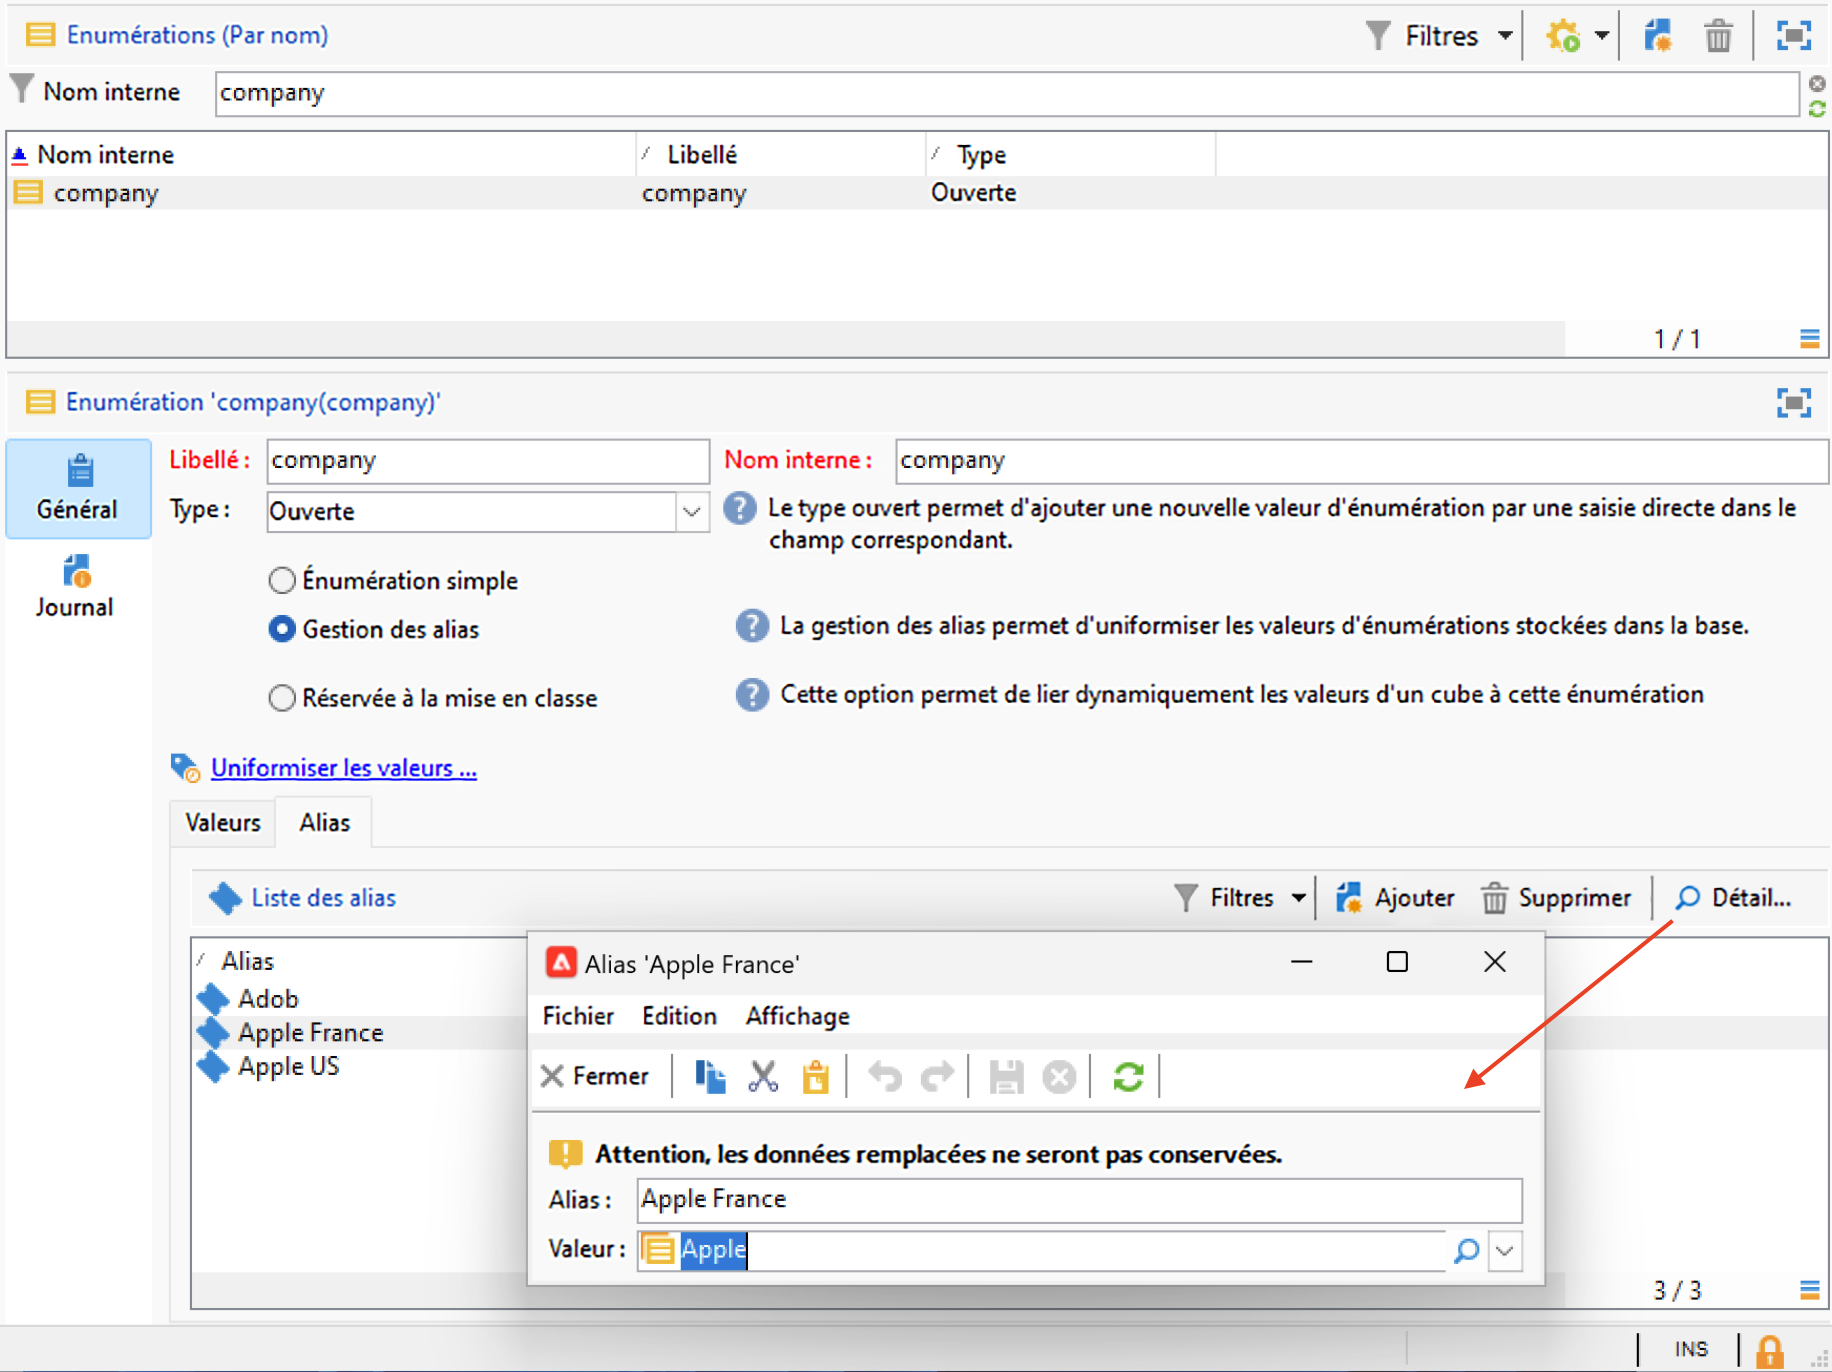 Enumérations (Par nom)
Filtres
Nom interne
company
Nom interne
Libellé
Type
company
company
Ouverte
1 / 1
Enumération 'company(company)'
Général
Journal
Libellé :
company
Nom interne :
company
Type :
Ouverte
? Le type ouvert permet d'ajouter une nouvelle valeur d'énumération par une saisie directe dans le
champ correspondant.
Énumération simple
Gestion des alias
? La gestion des alias permet d'uniformiser les valeurs d'énumérations stockées dans la base.
Réservée à la mise en classe
? Cette option permet de lier dynamiquement les valeurs d'un cube à cette énumération
Uniformiser les valeurs ...
Valeurs
Alias
Liste des alias
Filtres
Ajouter
Supprimer
Détail...
Alias
Adob
Apple France
Apple US
Alias 'Apple France'
Fichier
Edition
Affichage
Fermer
Attention, les données remplacées ne seront pas conservées.
Alias :
Apple France
Valeur :
Apple
3 / 3
INS